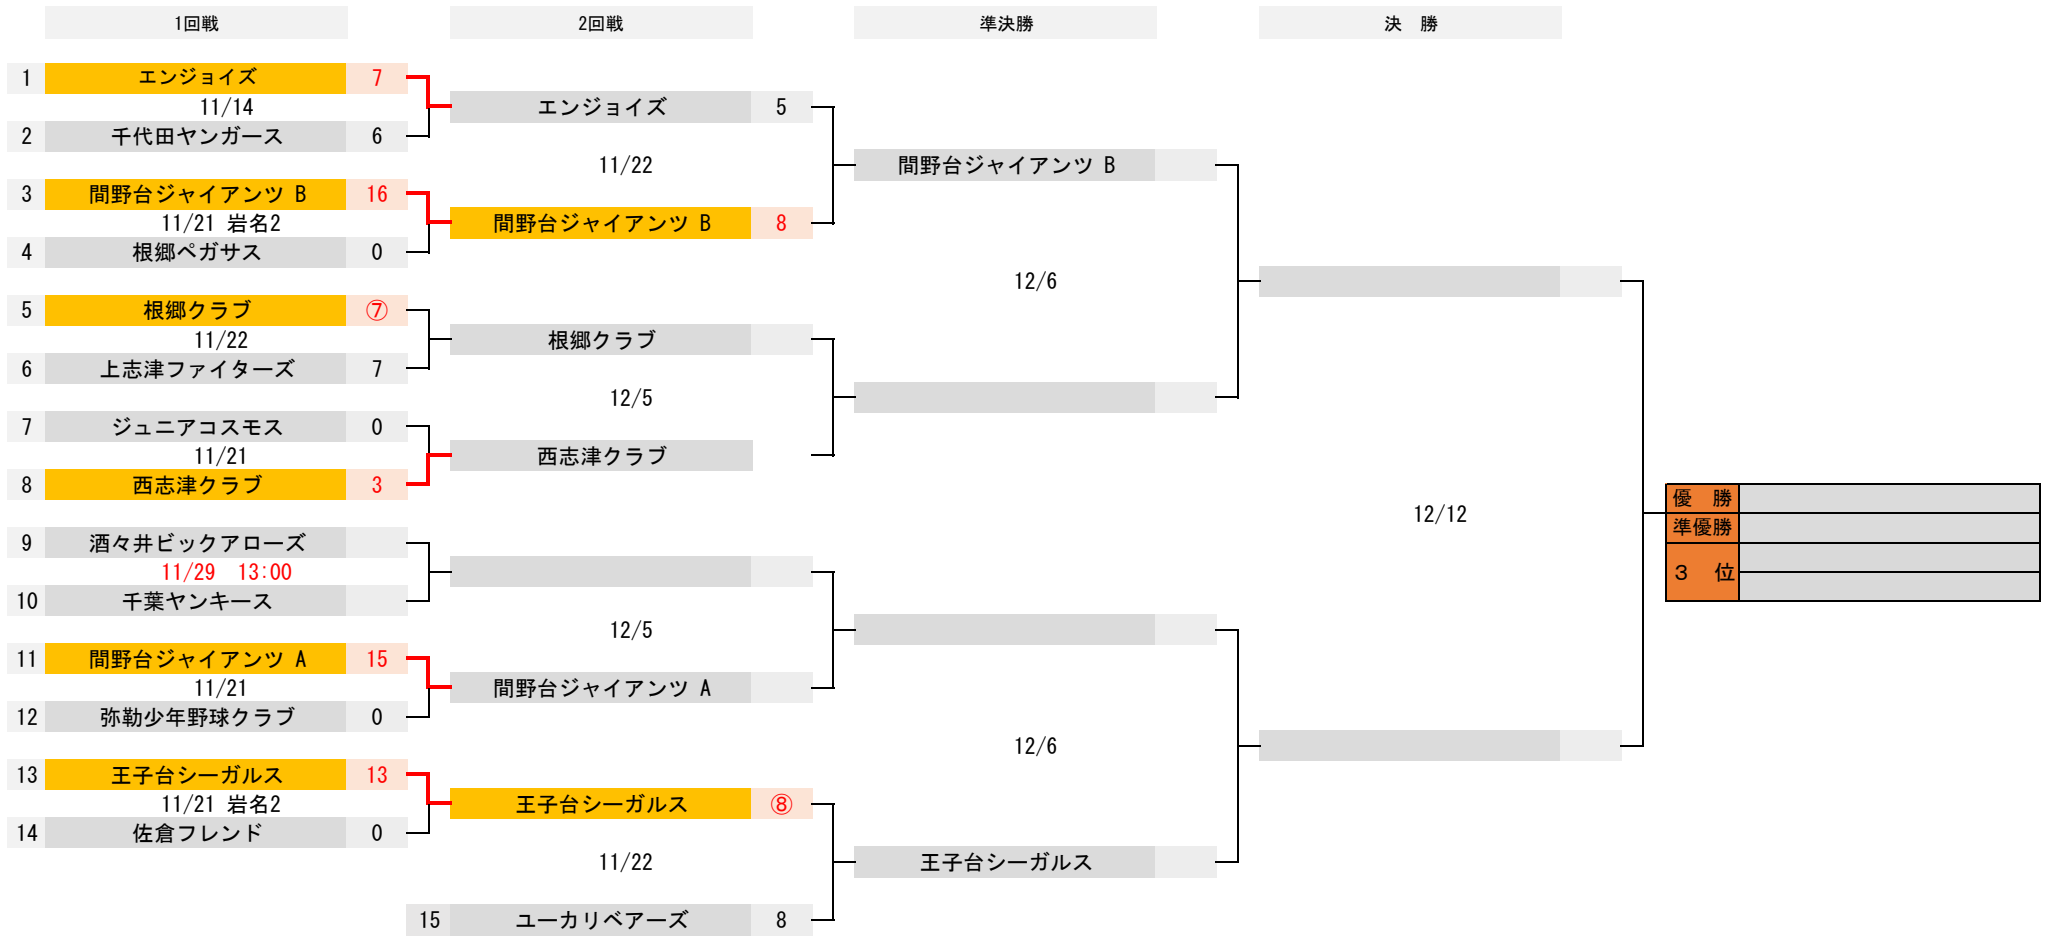 1回戦 2回戦 準決勝 決　勝
1 エンジョイズ 7
11/14
2 千代田ヤンガース 6
3 間野台ジャイアンツ B 16
11/21 岩名2
4 根郷ペガサス 0
5 根郷クラブ ⑦
11/22
6 上志津ファイターズ 7
7 ジュニアコスモス 0
11/21
8 西志津クラブ 3
9 酒々井ビックアローズ
11/29　13:00
10 千葉ヤンキース
11 間野台ジャイアンツ A 15
11/21
12 弥勒少年野球クラブ 0
13 王子台シーガルス 13
11/21 岩名2
14 佐倉フレンド 0
エンジョイズ 5
11/22
間野台ジャイアンツ B 8
根郷クラブ
12/5
西志津クラブ
12/5
間野台ジャイアンツ A
王子台シーガルス ⑧
11/22
15 ユーカリベアーズ 8
間野台ジャイアンツ B
12/6
12/6
王子台シーガルス
12/12
優　勝
準優勝
３　位